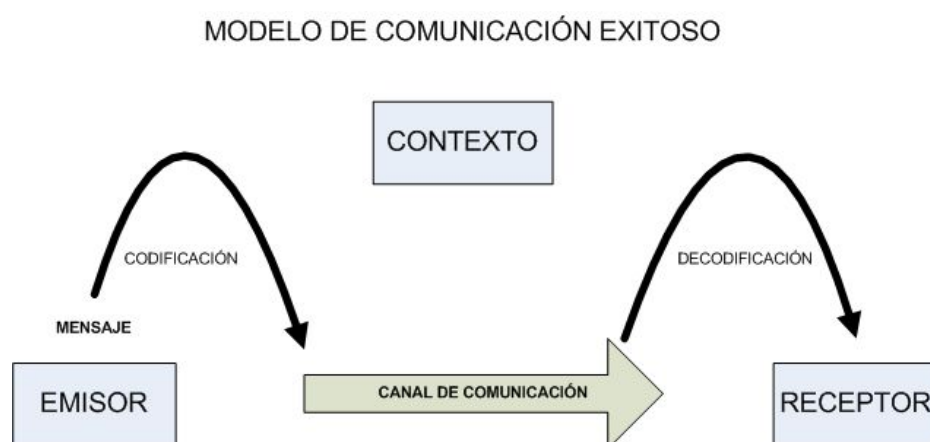 MODELO DE COMUNICACIÓN EXITOSO
CONTEXTO
CODIFICACIÓN
DECODIFICACIÓN
MENSAJE
EMISOR
CANAL DE COMUNICACIÓN
RECEPTOR